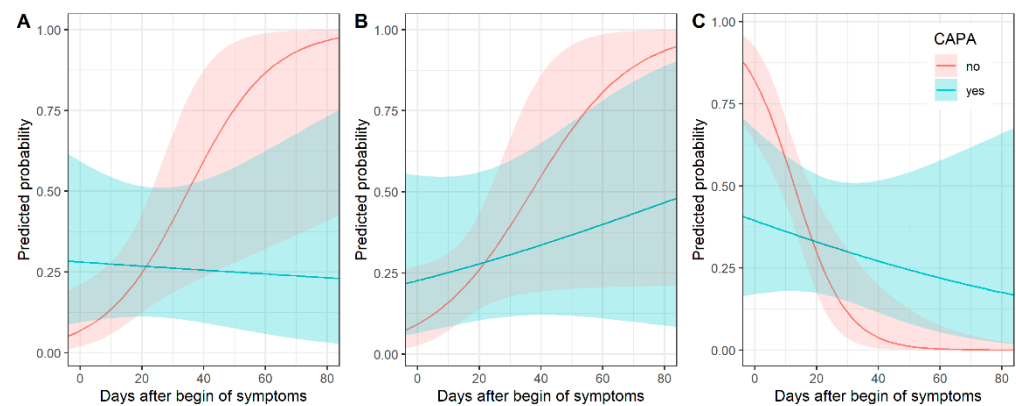 A
Predicted probability
1.00
0.75
0.50
0.25
0.00
0 20 40 60 80
Days after begin of symptoms
B
Predicted probability
1.00
0.75
0.50
0.25
0.00
0 20 40 60 80
Days after begin of symptoms
C
Predicted probability
1.00
0.75
0.50
0.25
0.00
0 20 40 60 80
Days after begin of symptoms
CAPA
no
yes